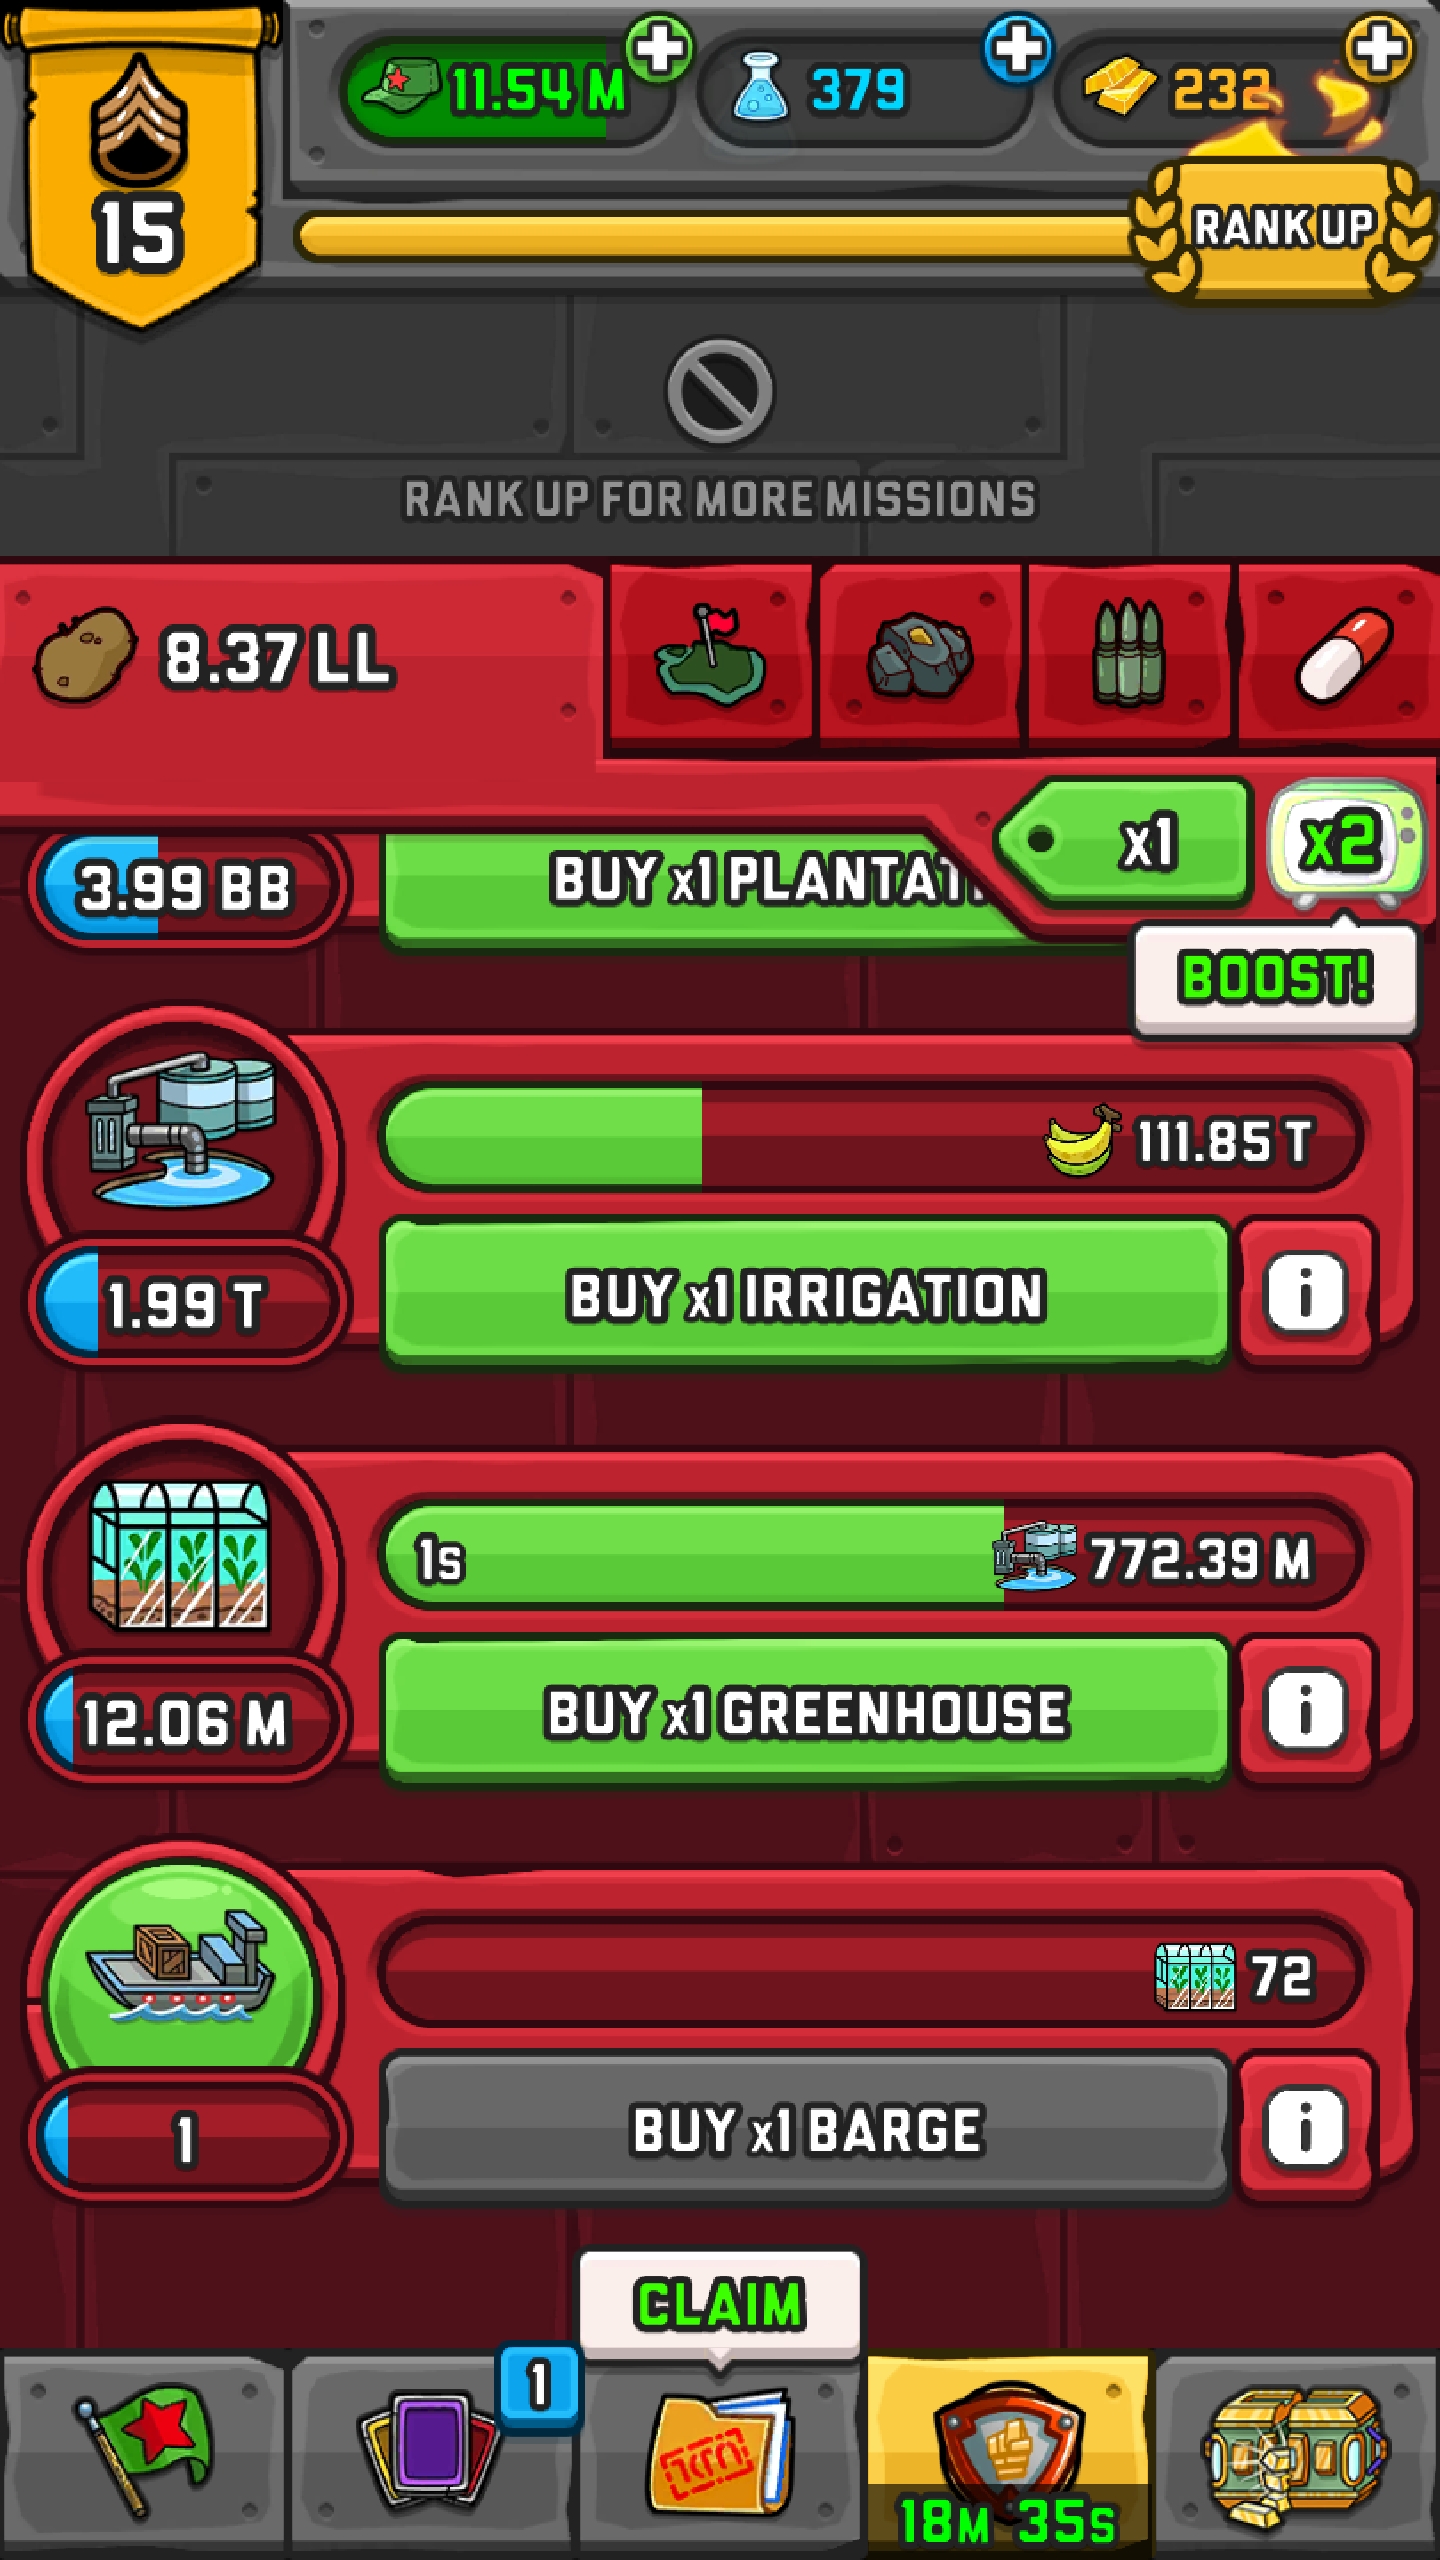 15
11.54 M
379
232
RANK UP
RANK UP FOR MORE MISSIONS
8.37 LL
x1
x2
BOOST!
3.99 BB
BUY x1 PLANTATI
111.85 T
1.99 T
BUY x1 IRRIGATION
i
1s
772.39 M
12.06 M
BUY x1 GREENHOUSE
i
72
1
BUY x1 BARGE
i
CLAIM
1
18M 35S